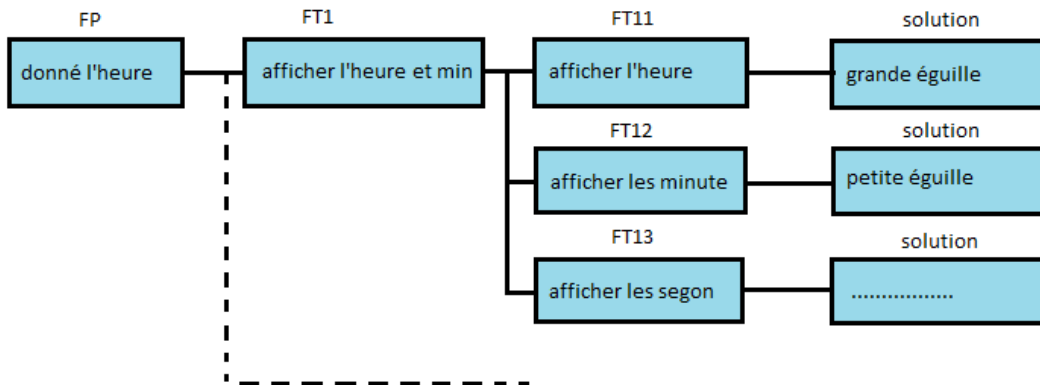 FP
FT1
FT11
solution
donné l'heure
afficher l'heure et min
afficher l'heure
grande éguille
FT12
solution
afficher les minute
petite éguille
FT13
solution
afficher les segon
.................